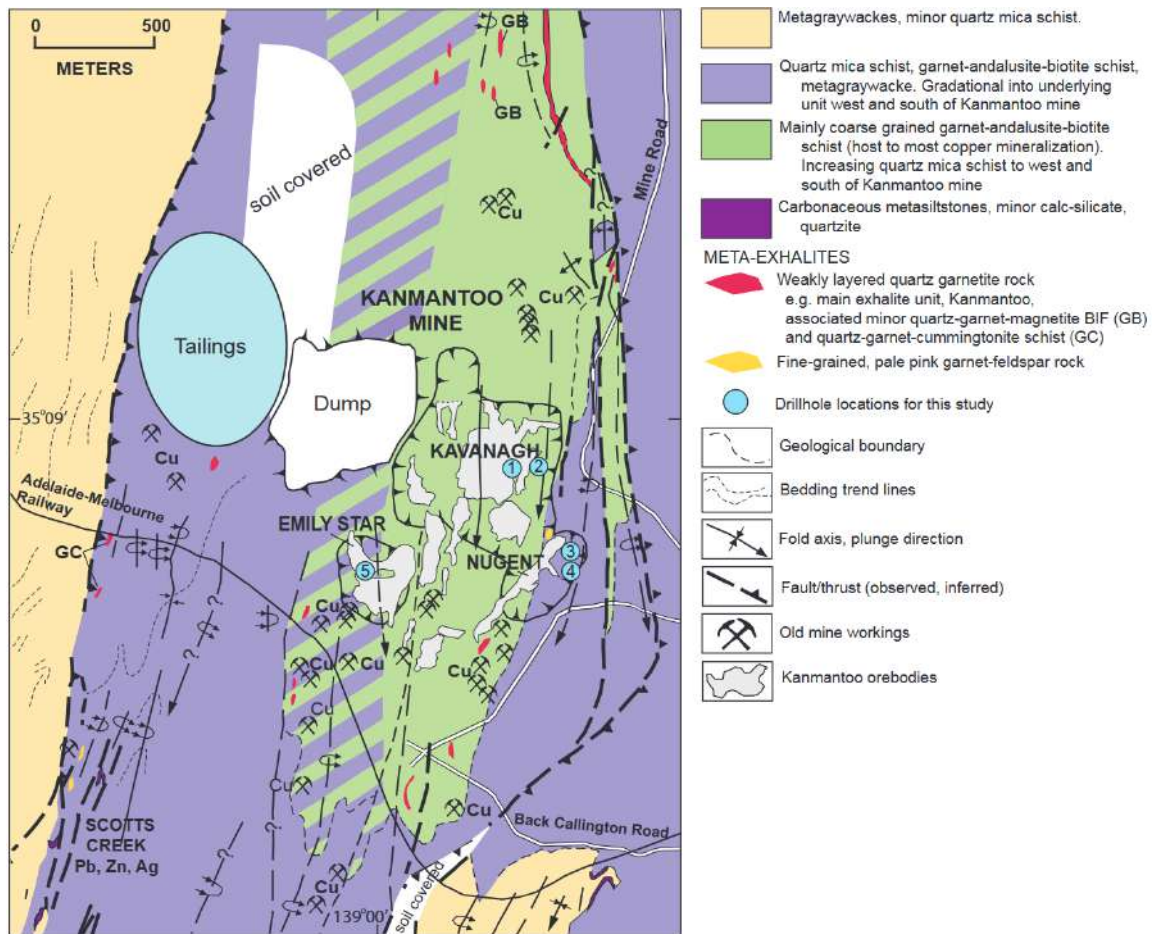 0 500
METERS
GB
GB
soil covered
Mine Road
Cu
Cu
KANMANTOO
MINE
Tailings
Dump
35°09'
KAVANAGH
1 2
Cu
Adelaide-Melbourne
Railway
EMILY STAR
NUGENT
3
4
5
GC
Cu
Cu
Cu
Cu
Cu
Cu
Cu
?
?
?
?
?
?
SCOTTS
CREEK
Pb, Zn, Ag
Back Callington Road
Cu
139°00'
soil covered
Metagraywackes, minor quartz mica schist.
Quartz mica schist, garnet-andalusite-biotite schist,
metagraywacke. Gradational into underlying
unit west and south of Kanmantoo mine
Mainly coarse grained garnet-andalusite-biotite
schist (host to most copper mineralization).
Increasing quartz mica schist to west and
south of Kanmantoo mine
Carbonaceous metasiltstones, minor calc-silicate,
quartzite
META-EXHALITES
Weakly layered quartz garnetite rock
e.g. main exhalite unit, Kanmantoo,
associated minor quartz-garnet-magnetite BIF (GB)
and quartz-garnet-cummingtonite schist (GC)
Fine-grained, pale pink garnet-feldspar rock
Drillhole locations for this study
Geological boundary
Bedding trend lines
Fold axis, plunge direction
Fault/thrust (observed, inferred)
Old mine workings
Kanmantoo orebodies